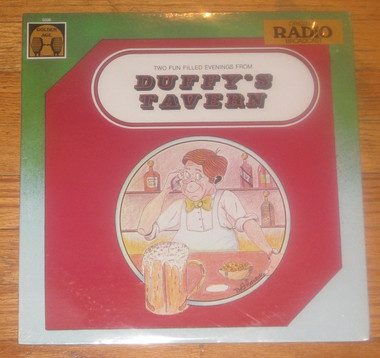 RADIO
TWO FUN FILLED EVENINGS FROM
DUFFY'S
TAVERN